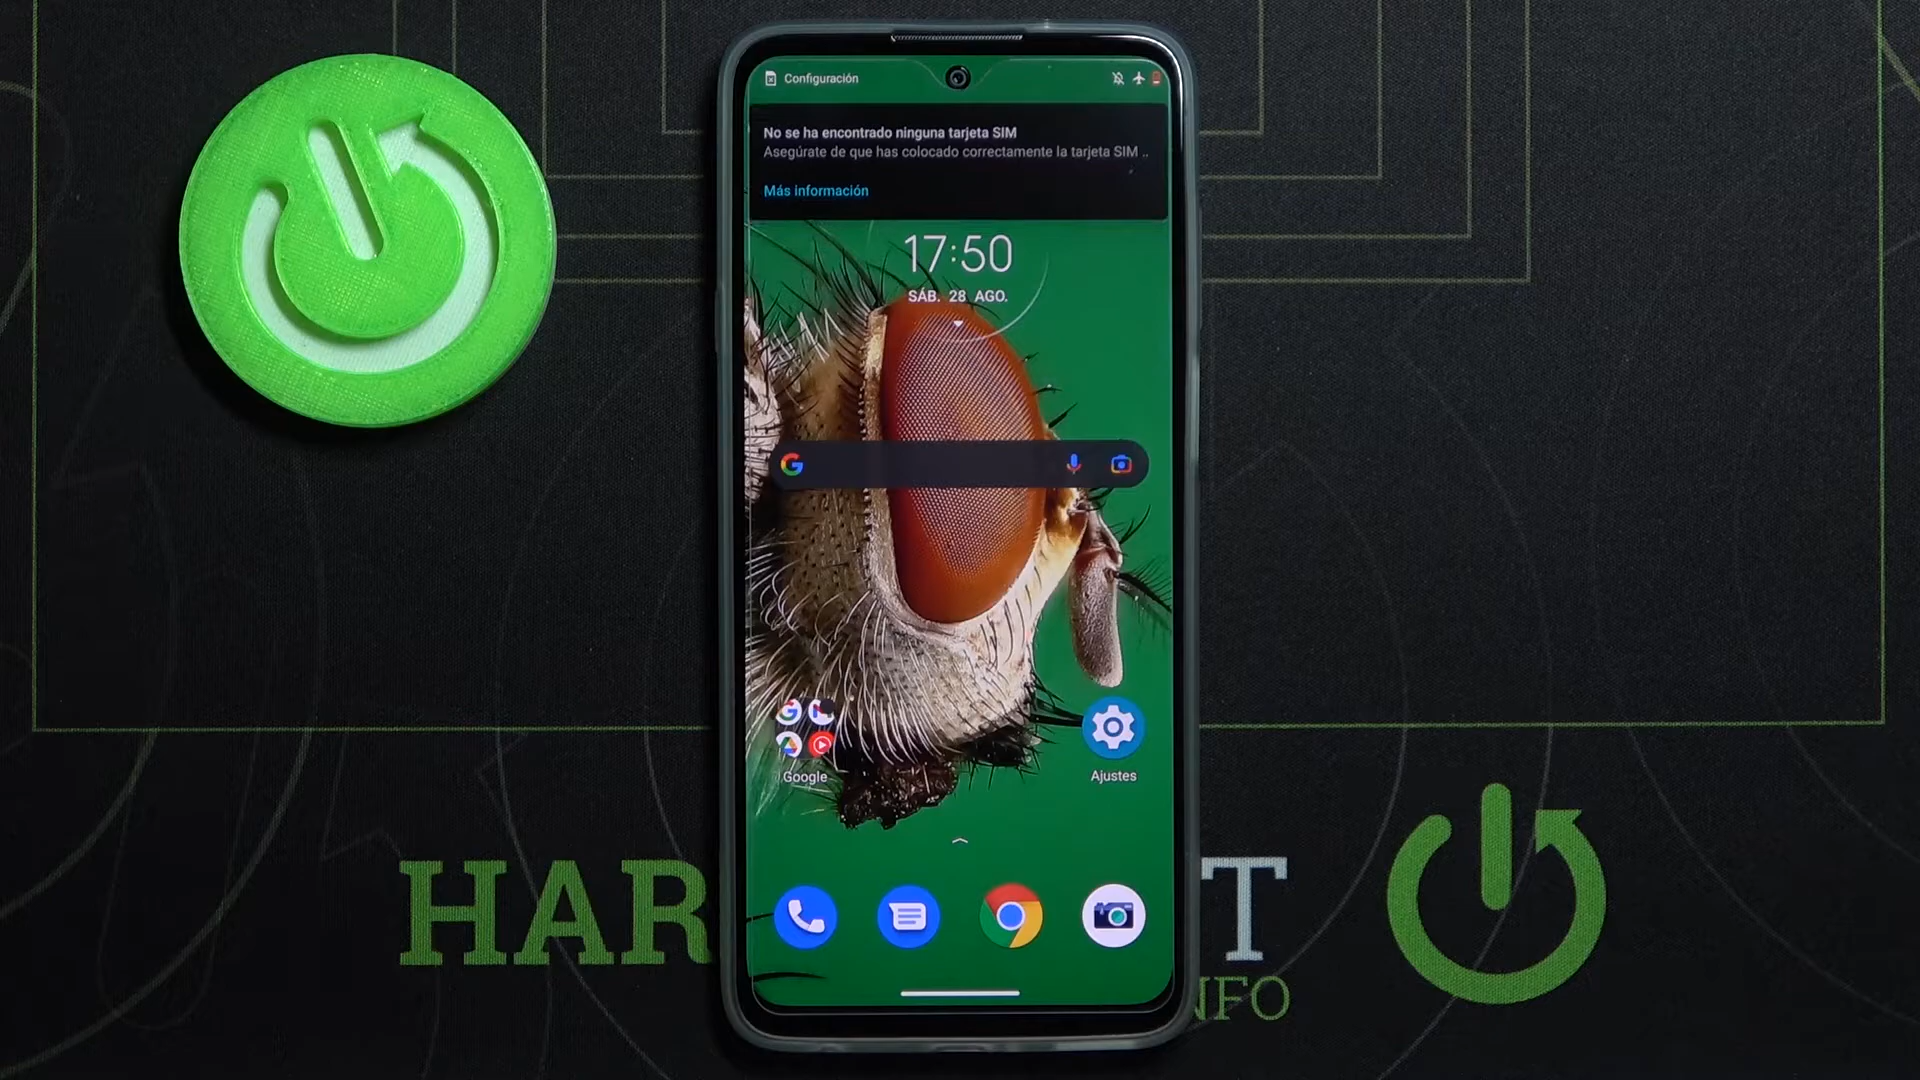 Configuración
No se ha encontrado ninguna tarjeta SIM
Asegúrate de que has colocado correctamente la tarjeta SIM ..
Más información
17:50
SÁB. 28 AGO.
Google
Ajustes
HAR T
NFO